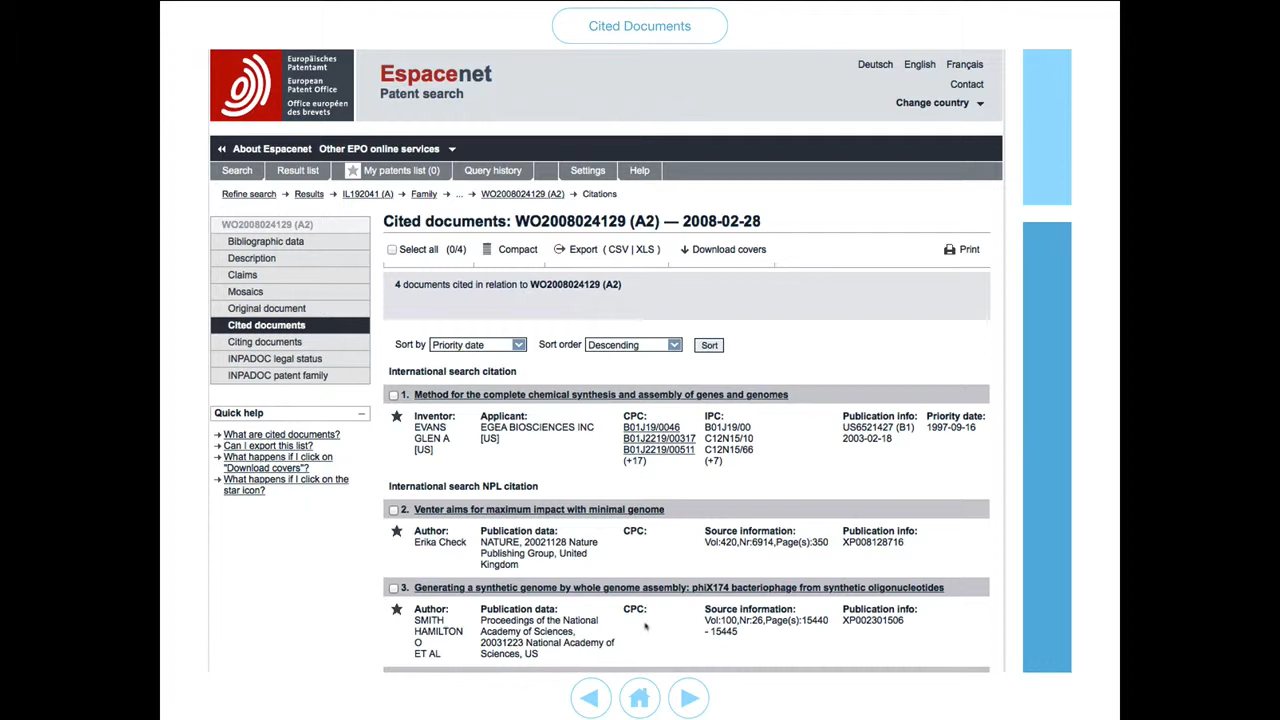 Cited Documents
Europäisches
Patentamt
European
Patent Office
Office européen
des brevets
Espacenet
Patent search
Deutsch English Français
Contact
Change country
About Espacenet Other EPO online services
Search Result list My patents list (0) Query history Settings Help
Refine search → Results → IL192041 (A) → Family → ... → WO2008024129 (A2) → Citations
WO2008024129 (A2)
Bibliographic data
Description
Claims
Mosaics
Original document
Cited documents
Citing documents
INPADOC legal status
INPADOC patent family
Quick help
→ What are cited documents?
→ Can I export this list?
→ What happens if I click on
"Download covers"?
→ What happens if I click on the
star icon?
Cited documents: WO2008024129 (A2) — 2008-02-28
Select all (0/4) Compact Export ( CSV | XLS ) Download covers Print
4 documents cited in relation to WO2008024129 (A2)
Sort by Priority date Sort order Descending Sort
International search citation
1. Method for the complete chemical synthesis and assembly of genes and genomes
Inventor: Applicant: CPC: IPC: Publication info: Priority date:
EVANS EGEA BIOSCIENCES INC B01J19/0046 B01J19/00 US6521427 (B1) 1997-09-16
GLEN A [US] B01J2219/00317 C12N15/10 2003-02-18
[US] B01J2219/00511 C12N15/66
(+17) (+7)
International search NPL citation
2. Venter aims for maximum impact with minimal genome
Author: Publication data: CPC: Source information: Publication info:
Erika Check NATURE, 20021128 Nature Vol:420,Nr:6914,Page(s):350 XP008128716
Publishing Group, United
Kingdom
3. Generating a synthetic genome by whole genome assembly: phiX174 bacteriophage from synthetic oligonucleotides
Author: Publication data: CPC: Source information: Publication info:
SMITH Proceedings of the National Vol:100,Nr:26,Page(s):15440 XP002301506
HAMILTON Academy of Sciences, - 15445
O 20031223 National Academy of
ET AL Sciences, US